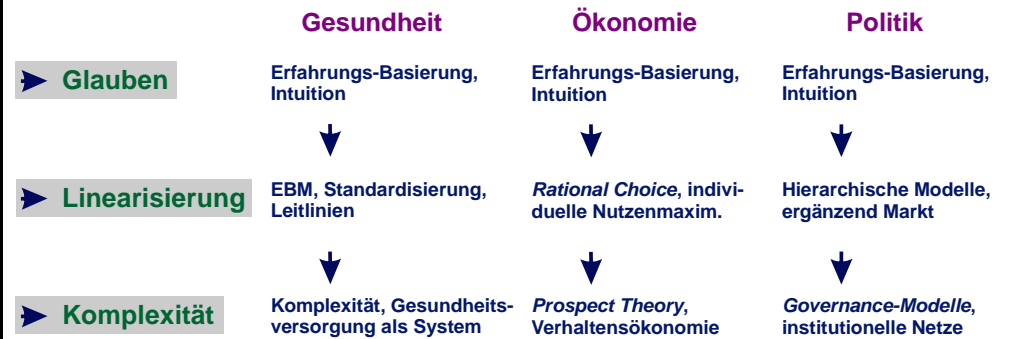 Gesundheit Ökonomie Politik
Glauben
Erfahrungs-Basierung,
Intuition
Erfahrungs-Basierung,
Intuition
Erfahrungs-Basierung,
Intuition
Linearisierung
EBM, Standardisierung,
Leitlinien
Rational Choice, indivi-
duelle Nutzenmaxim.
Hierarchische Modelle,
ergänzend Markt
Komplexität
Komplexität, Gesundheits-
versorgung als System
Prospect Theory,
Verhaltensökonomie
Governance-Modelle,
institutionelle Netze